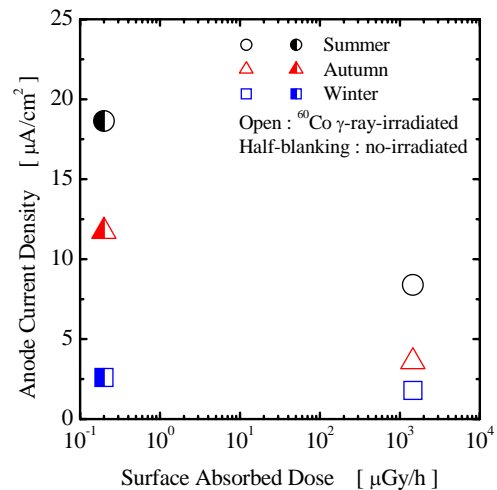 25
20
15
10
5
0
Anode Current Density [ μA/cm² ]
Summer
Autumn
Winter
Open : ⁶⁰Co γ-ray-irradiated
Half-blanking : no-irradiated
10⁻¹ 10⁰ 10¹ 10² 10³ 10⁴
Surface Absorbed Dose [ μGy/h ]